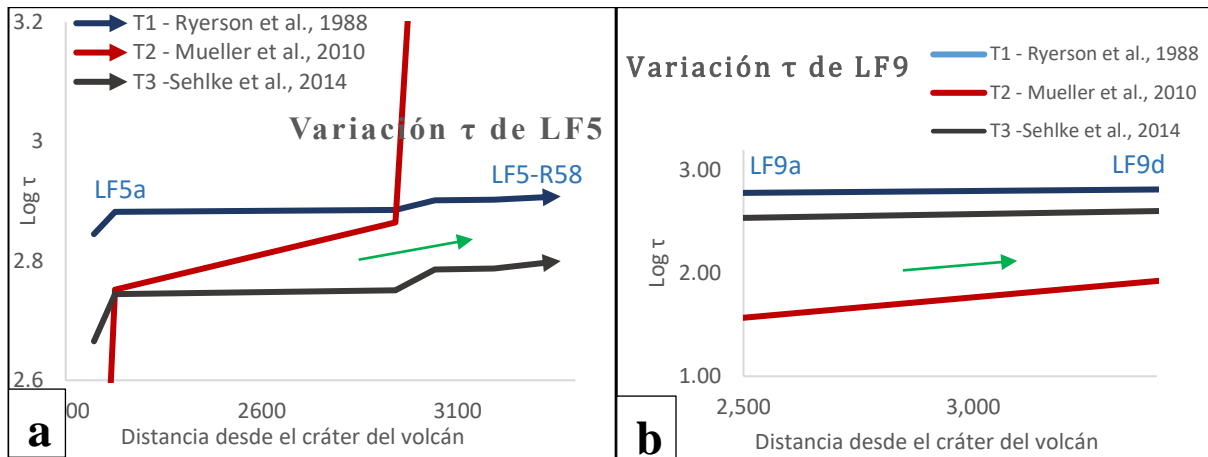 3.2
T1 - Ryerson et al., 1988
T2 - Mueller et al., 2010
T3 -Sehlke et al., 2014
3
Variación τ de LF5
LF5a
LF5-R58
Log τ
2.8
2.6
00
2600
3100
a
Distancia desde el cráter del volcán
Variación τ de LF9
T1 - Ryerson et al., 1988
T2 - Mueller et al., 2010
T3 -Sehlke et al., 2014
3.00
LF9a
LF9d
Log τ
2.00
1.00
2,500
3,000
b
Distancia desde el cráter del volcán